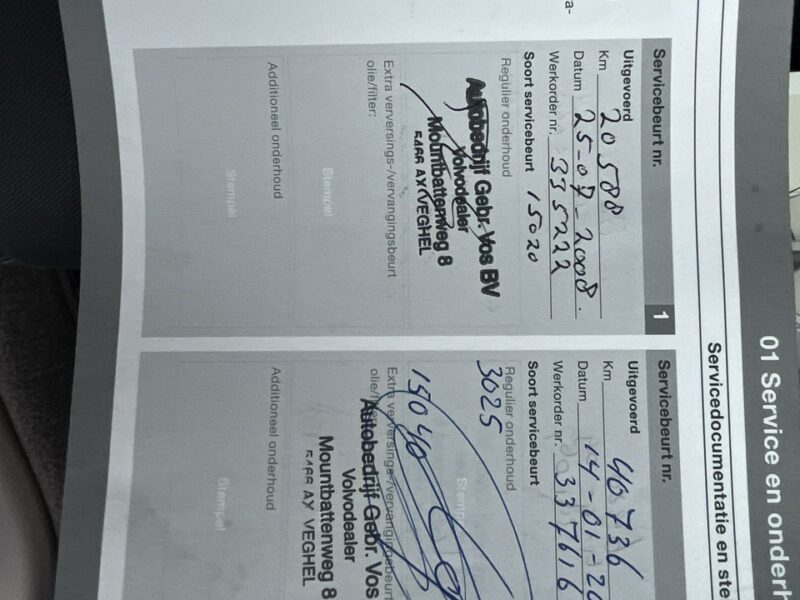 01 Service en onderh
Servicedocumentatie en ste
Servicebeurt nr. 1
Uitgevoerd
Km 20588
Datum 25-07-2008.
Werkorder nr. 335222
Soort servicebeurt 15020
Regulier onderhoud
Autobedrijf Gebr. Vos BV
Volvodealer
Mountbattenweg 8
5466 AX VEGHEL
Extra verversings-/vervangingsbeurt
olie/filter:
Stempel
Additioneel onderhoud
Stempel
Servicebeurt nr.
Uitgevoerd
Km 40736
Datum 14-01-20
Werkorder nr. 337616
Soort servicebeurt
Regulier onderhoud
3025
15040
Stemp
Extra verversings-/vervangingsbeurt
olie/f
Autobedrijf Gebr. Vos
Volvodealer
Mountbattenweg 8
5466 AX VEGHEL
Additioneel onderhoud
Stempel
a-